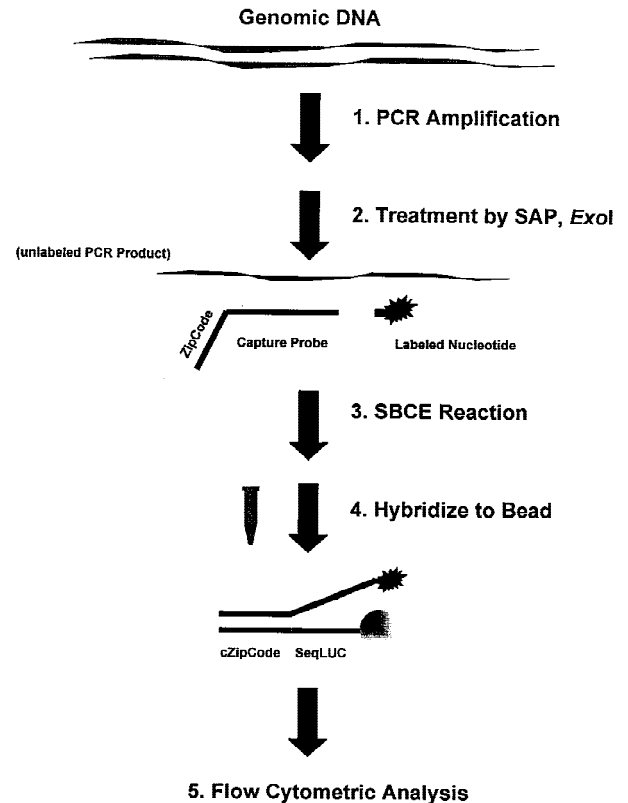 Genomic DNA
1. PCR Amplification
2. Treatment by SAP, ExoI
(unlabeled PCR Product)
ZipCode
Capture Probe
Labeled Nucleotide
3. SBCE Reaction
4. Hybridize to Bead
cZipCode SeqLUC
5. Flow Cytometric Analysis